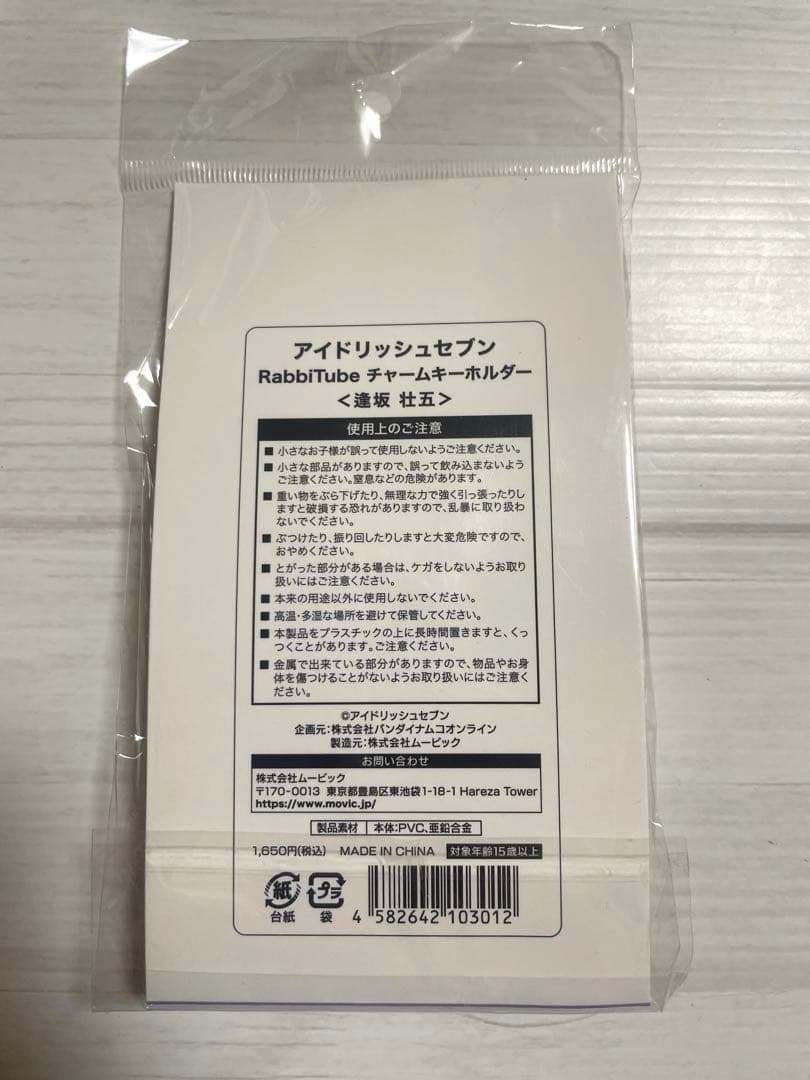 アイドリッシュセブン
RabbiTube チャームキーホルダー
＜逢坂 壮五＞
使用上のご注意
■ 小さなお子様が誤って使用しないようご注意ください。
■ 小さな部品がありますので、誤って飲み込まないよう
ご注意ください。窒息などの危険があります。
■ 重い物をぶら下げたり、無理な力で強く引っ張ったりし
ますと破損する恐れがありますので、乱暴に取り扱わ
ないでください。
■ ぶつけたり、振り回したりしますと大変危険ですので、
おやめください。
■ とがった部分がある場合は、ケガをしないようお取り
扱いにはご注意ください。
■ 本来の用途以外に使用しないでください。
■ 高温・多湿な場所を避けて保管してください。
■ 本製品をプラスチックの上に長時間置きますと、くっ
つくことがあります。ご注意ください。
■ 金属で出来ている部分がありますので、物品やお身
体を傷つけることがないようお取り扱いにはご注意く
ださい。
©アイドリッシュセブン
企画元：株式会社バンダイナムコオンライン
製造元：株式会社ムービック
お問い合わせ
株式会社ムービック
〒170-0013 東京都豊島区東池袋1-18-1 Hareza Tower
https://www.movic.jp/
製品素材 本体：PVC、亜鉛合金
1,650円(税込) MADE IN CHINA 対象年齢15歳以上
紙 プラ
台紙 袋 4 582642 103012